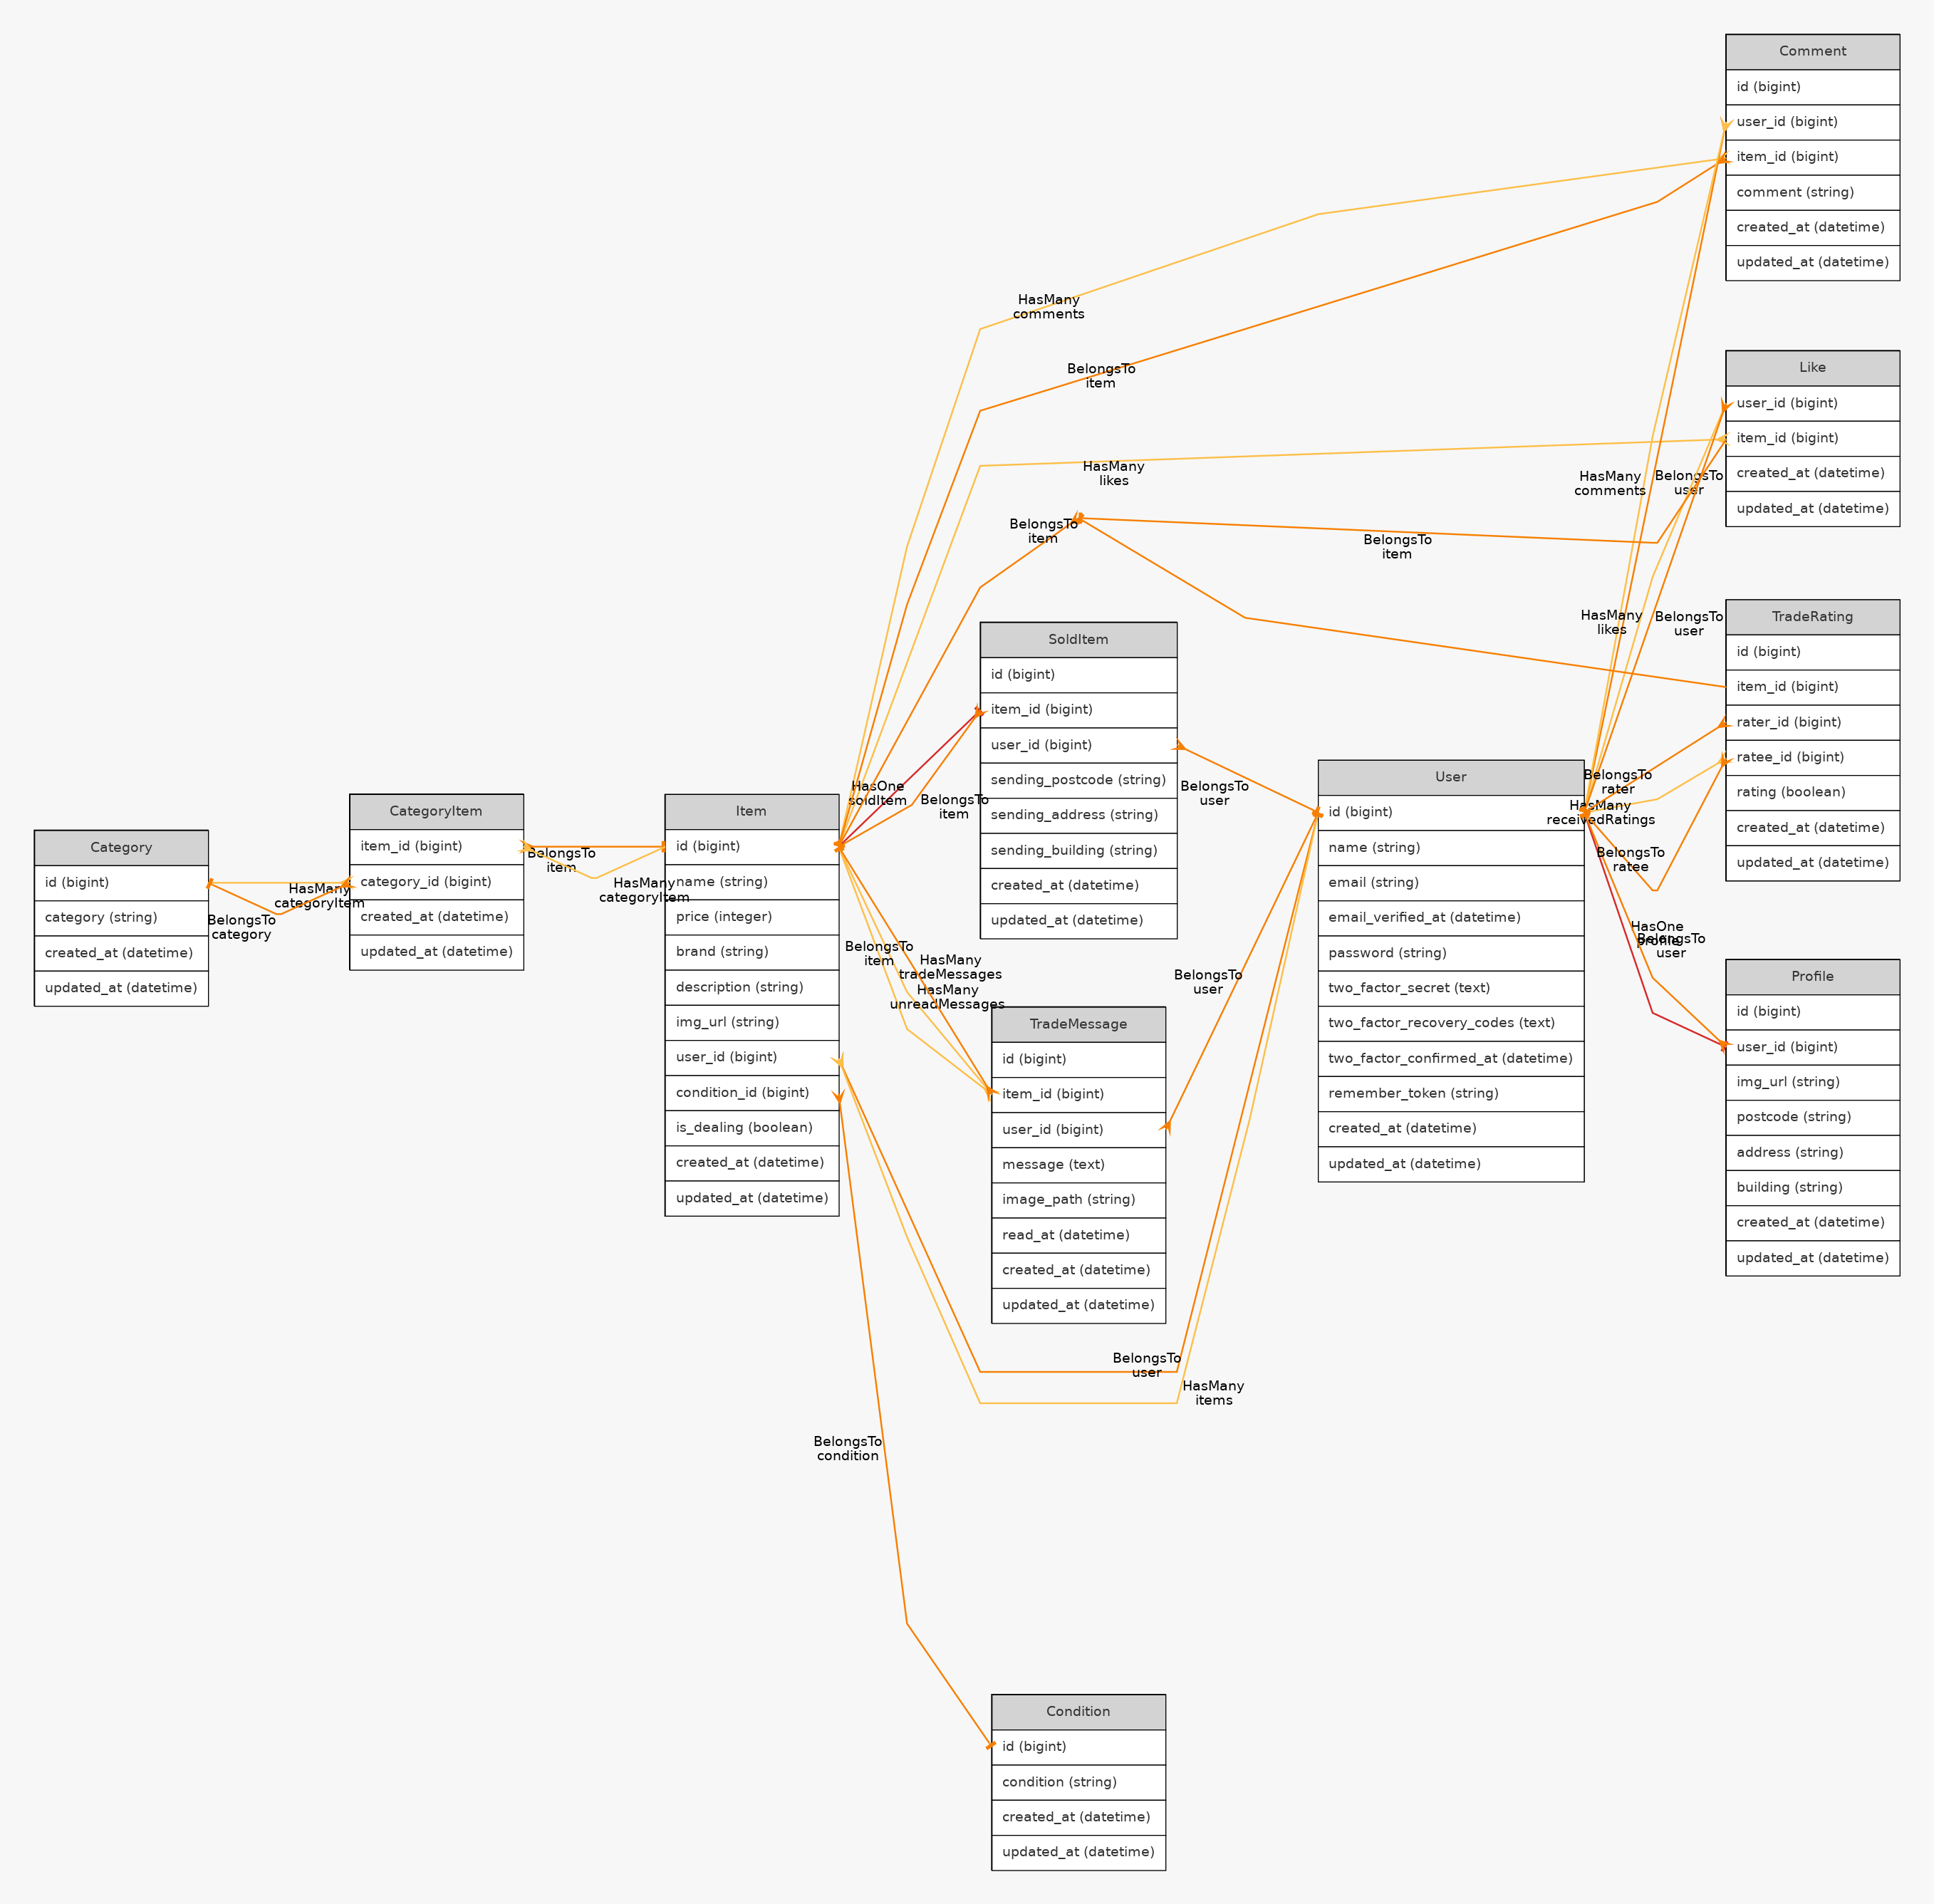 Comment
id (bigint)
user_id (bigint)
item_id (bigint)
comment (string)
created_at (datetime)
updated_at (datetime)
HasMany
comments
BelongsTo
item
Like
user_id (bigint)
item_id (bigint)
created_at (datetime)
updated_at (datetime)
HasMany
likes
HasMany
comments
BelongsTo
user
BelongsTo
item
BelongsTo
item
TradeRating
id (bigint)
item_id (bigint)
rater_id (bigint)
ratee_id (bigint)
rating (boolean)
created_at (datetime)
updated_at (datetime)
HasMany
likes
BelongsTo
user
SoldItem
id (bigint)
item_id (bigint)
user_id (bigint)
sending_postcode (string)
sending_address (string)
sending_building (string)
created_at (datetime)
updated_at (datetime)
HasOne
soldItem
BelongsTo
item
BelongsTo
user
BelongsTo
rater
HasMany
receivedRatings
BelongsTo
ratee
Category
id (bigint)
category (string)
created_at (datetime)
updated_at (datetime)
BelongsTo
category
HasMany
categoryItem
CategoryItem
item_id (bigint)
category_id (bigint)
created_at (datetime)
updated_at (datetime)
BelongsTo
item
HasMany
categoryItem
Item
id (bigint)
name (string)
price (integer)
brand (string)
description (string)
img_url (string)
user_id (bigint)
condition_id (bigint)
is_dealing (boolean)
created_at (datetime)
updated_at (datetime)
BelongsTo
item
HasMany
tradeMessages
HasMany
unreadMessages
TradeMessage
id (bigint)
item_id (bigint)
user_id (bigint)
message (text)
image_path (string)
read_at (datetime)
created_at (datetime)
updated_at (datetime)
BelongsTo
user
User
id (bigint)
name (string)
email (string)
email_verified_at (datetime)
password (string)
two_factor_secret (text)
two_factor_recovery_codes (text)
two_factor_confirmed_at (datetime)
remember_token (string)
created_at (datetime)
updated_at (datetime)
HasOne
profile
BelongsTo
user
Profile
id (bigint)
user_id (bigint)
img_url (string)
postcode (string)
address (string)
building (string)
created_at (datetime)
updated_at (datetime)
BelongsTo
user
HasMany
items
BelongsTo
condition
Condition
id (bigint)
condition (string)
created_at (datetime)
updated_at (datetime)